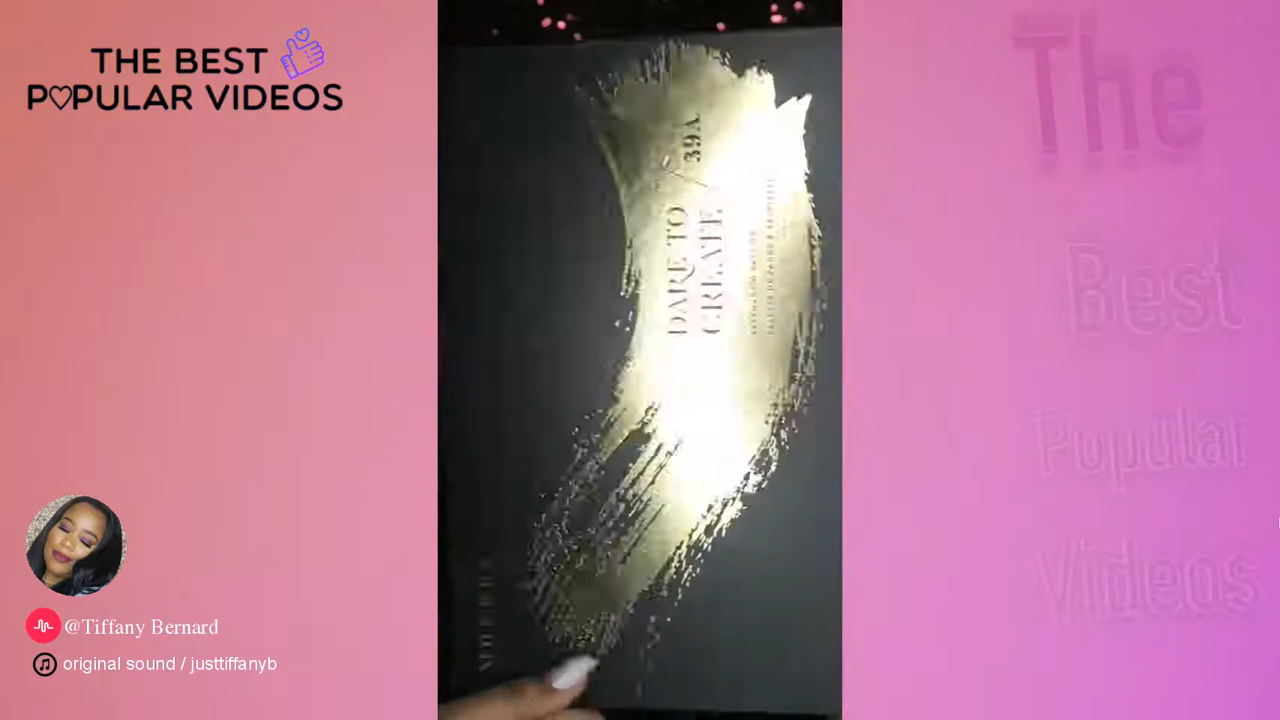 THE BEST
POPULAR VIDEOS
DARE TO
CREATE
/ 39A
@Tiffany Bernard
original sound / justtiffanyb
The
Best
Popular
Videos